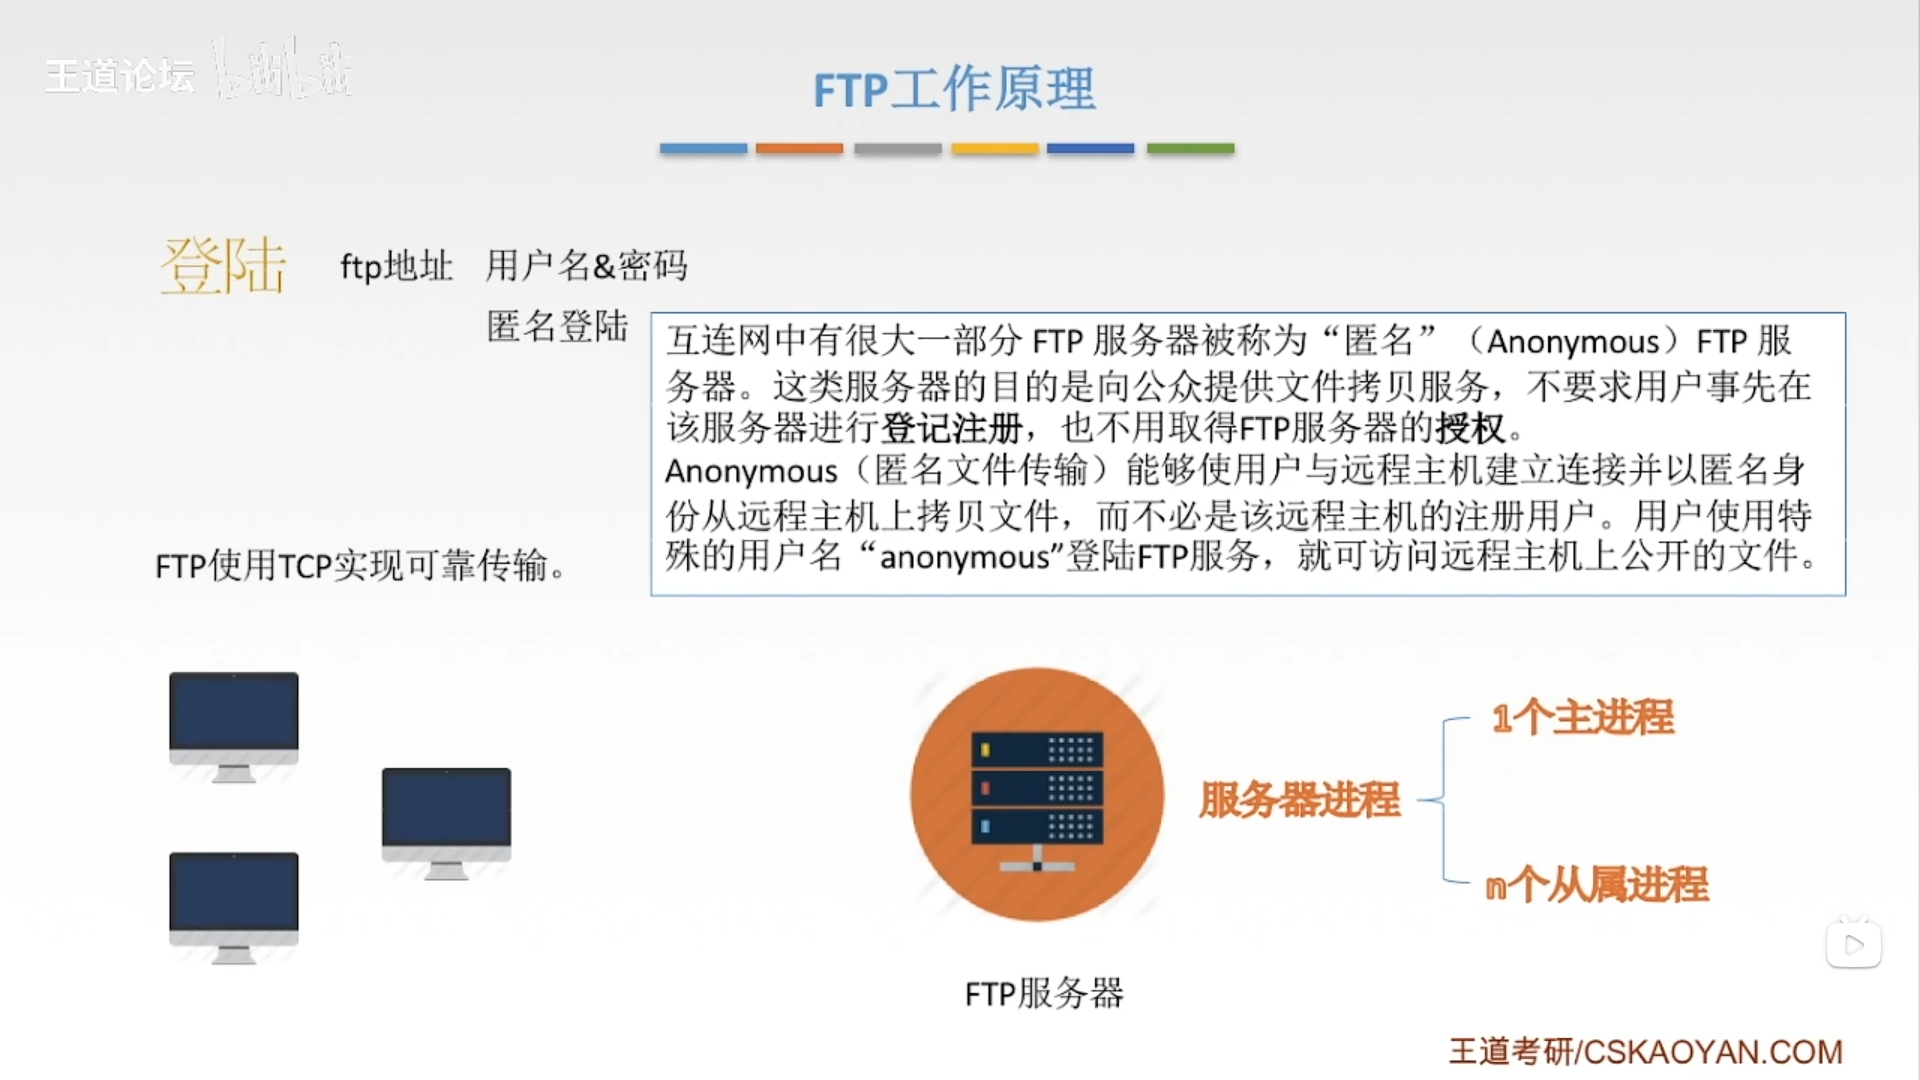 王道论坛 bilibili
FTP工作原理
登陆 ftp地址 用户名&密码
匿名登陆
互连网中有很大一部分 FTP 服务器被称为“匿名”（Anonymous）FTP 服
务器。这类服务器的目的是向公众提供文件拷贝服务，不要求用户事先在
该服务器进行登记注册，也不用取得FTP服务器的授权。
Anonymous（匿名文件传输）能够使用户与远程主机建立连接并以匿名身
份从远程主机上拷贝文件，而不必是该远程主机的注册用户。用户使用特
殊的用户名“anonymous”登陆FTP服务，就可访问远程主机上公开的文件。
FTP使用TCP实现可靠传输。
1个主进程
服务器进程
n个从属进程
FTP服务器
王道考研/CSKAOYAN.COM